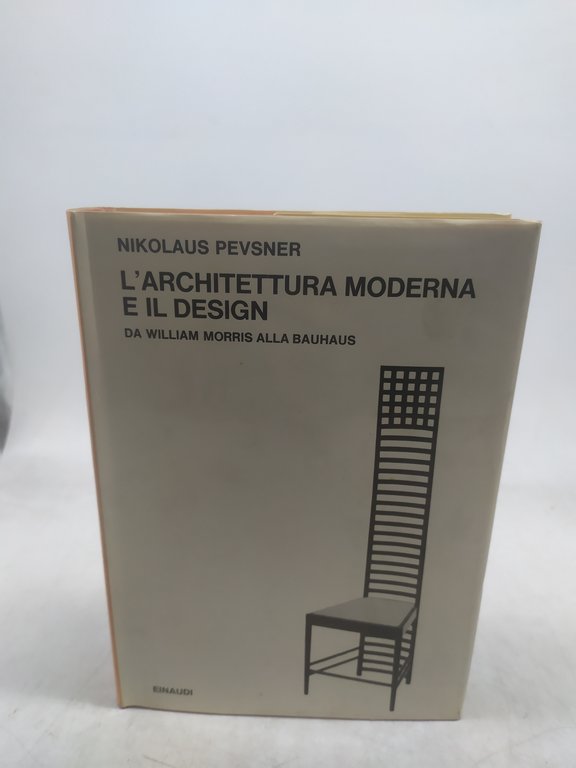 NIKOLAUS PEVSNER
L'ARCHITETTURA MODERNA
E IL DESIGN
DA WILLIAM MORRIS ALLA BAUHAUS
EINAUDI